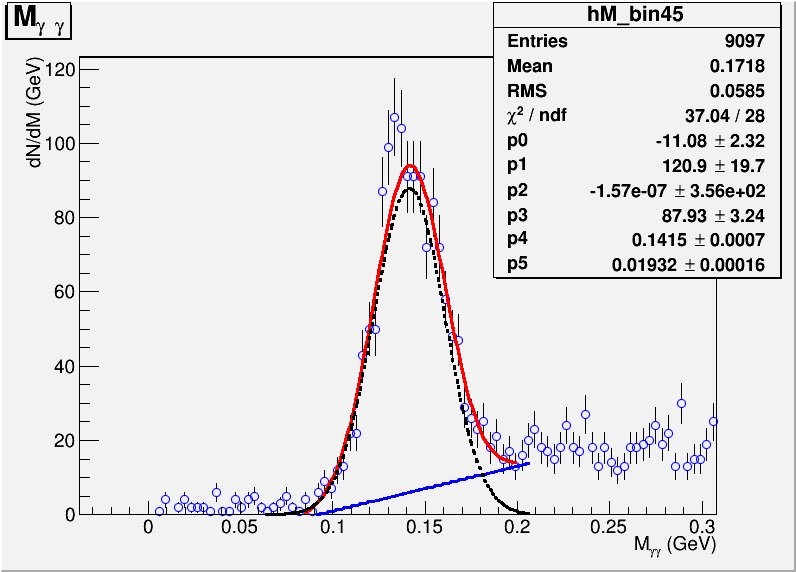 Mγ γ
hM_bin45
Entries 9097
Mean 0.1718
RMS 0.0585
χ² / ndf 37.04 / 28
p0 -11.08 ± 2.32
p1 120.9 ± 19.7
p2 -1.57e-07 ± 3.56e+02
p3 87.93 ± 3.24
p4 0.1415 ± 0.0007
p5 0.01932 ± 0.00016
dN/dM (GeV)
120
100
80
60
40
20
0
0 0.05 0.1 0.15 0.2 0.25 0.3
Mγγ (GeV)